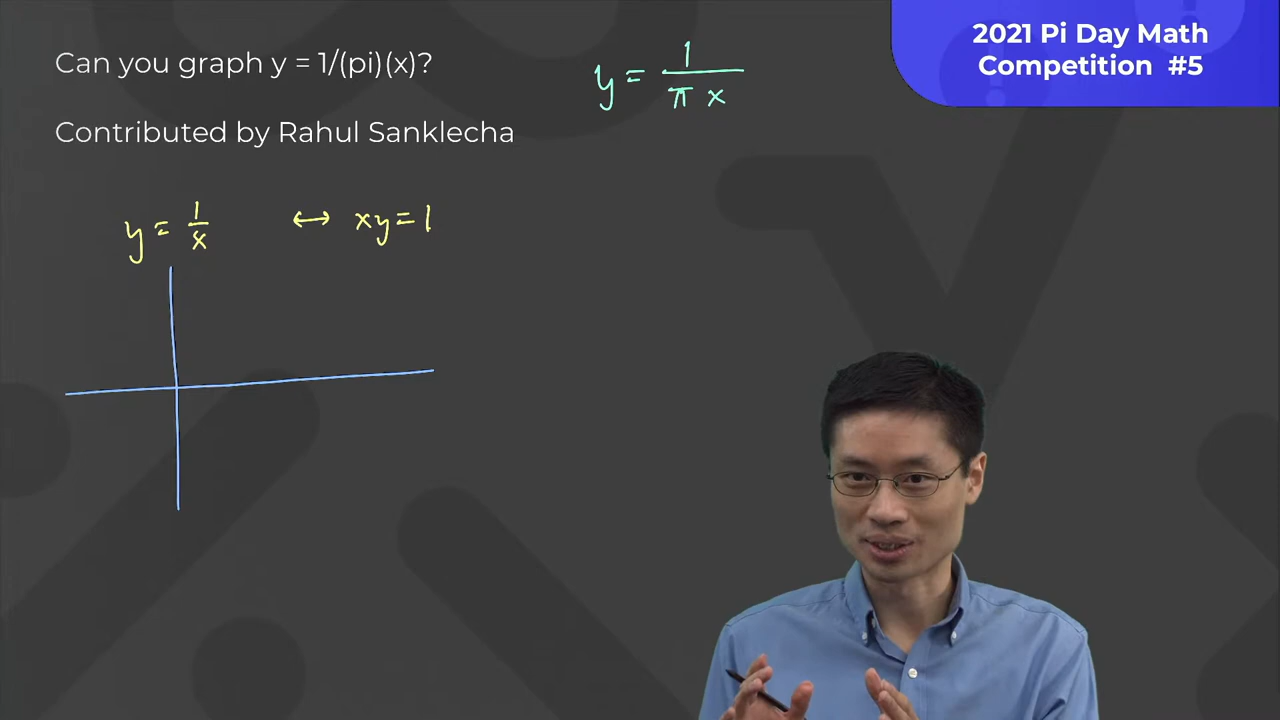 Can you graph y = 1/(pi)(x)?
y = 1/(π x)
2021 Pi Day Math
Competition #5
Contributed by Rahul Sanklecha
y = 1/x ↔ xy = 1